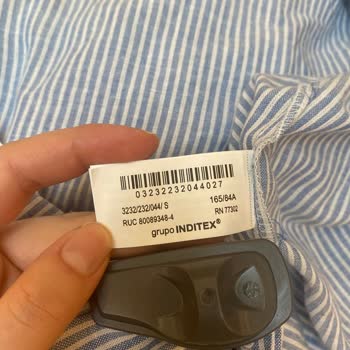 03232232044027
3232/232/044/ S 165/84A
RUC 80089348-4 RN 77302
grupo INDITEX®